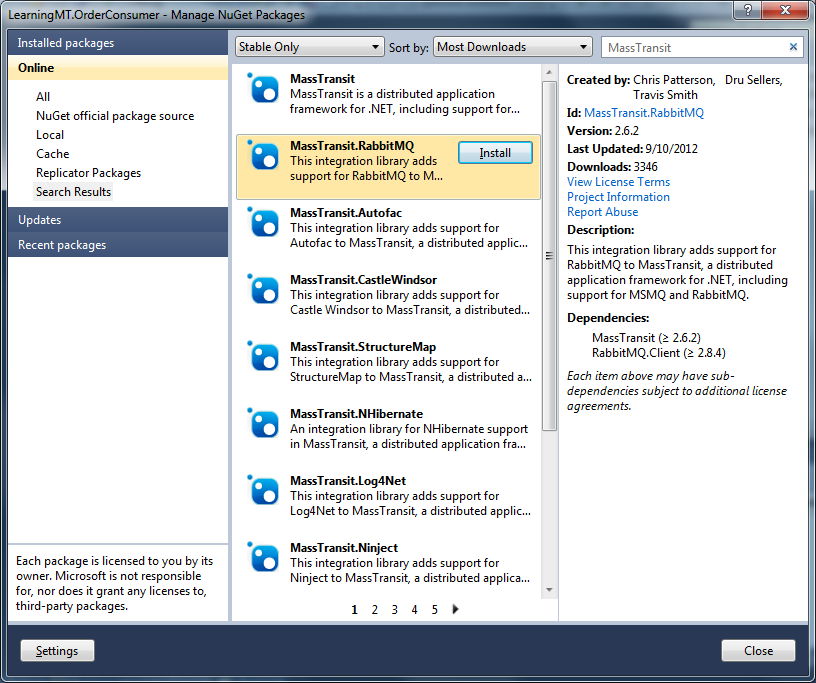 LearningMT.OrderConsumer - Manage NuGet Packages
?
Installed packages
Online
All
NuGet official package source
Local
Cache
Replicator Packages
Search Results
Updates
Recent packages
Each package is licensed to you by its
owner. Microsoft is not responsible
for, nor does it grant any licenses to,
third-party packages.
Stable Only
Sort by:
Most Downloads
MassTransit
MassTransit
MassTransit is a distributed application
framework for .NET, including support for...
MassTransit.RabbitMQ
This integration library adds
support for RabbitMQ to M...
Install
MassTransit.Autofac
This integration library adds support for
Autofac to MassTransit, a distributed applic...
MassTransit.CastleWindsor
This integration library adds support for
Castle Windsor to MassTransit, a distributed...
MassTransit.StructureMap
This integration library adds support for
StructureMap to MassTransit, a distributed a...
MassTransit.NHibernate
An integration library for NHibernate support
in MassTransit, a distributed application fra...
MassTransit.Log4Net
This integration library adds support for
Log4Net to MassTransit, a distributed applic...
MassTransit.Ninject
This integration library adds support for
Ninject to MassTransit, a distributed applica...
1 2 3 4 5
Created by: Chris Patterson, Dru Sellers,
Travis Smith
Id: MassTransit.RabbitMQ
Version: 2.6.2
Last Updated: 9/10/2012
Downloads: 3346
View License Terms
Project Information
Report Abuse
Description:
This integration library adds support for
RabbitMQ to MassTransit, a distributed
application framework for .NET, including
support for MSMQ and RabbitMQ.
Dependencies:
MassTransit (≥ 2.6.2)
RabbitMQ.Client (≥ 2.8.4)
Each item above may have sub-
dependencies subject to additional license
agreements.
Settings
Close